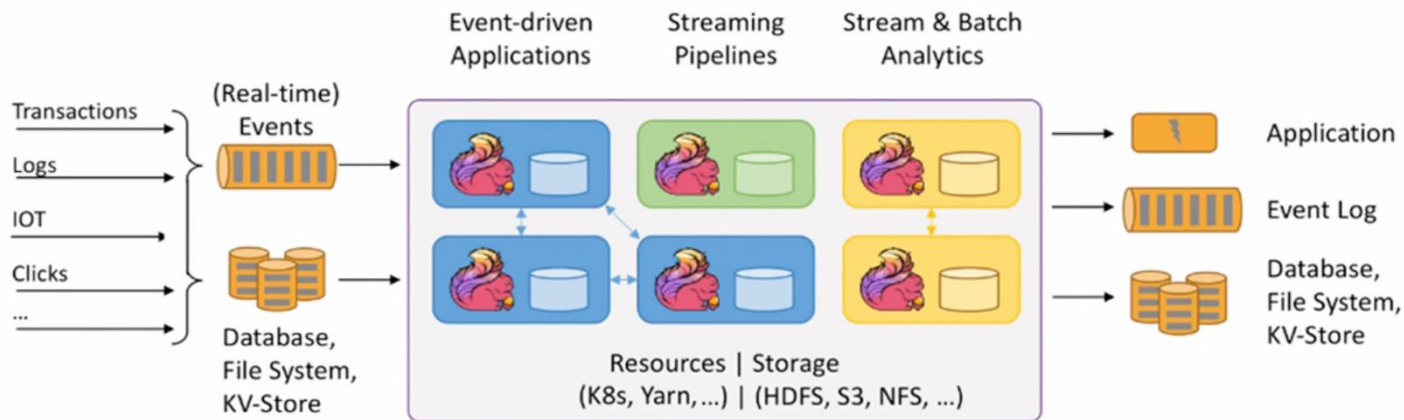 Event-driven
Applications
Streaming
Pipelines
Stream & Batch
Analytics
Transactions
Logs
IOT
Clicks
...
(Real-time)
Events
Database,
File System,
KV-Store
Resources | Storage
(K8s, Yarn,...) | (HDFS, S3, NFS, ...)
Application
Event Log
Database,
File System,
KV-Store